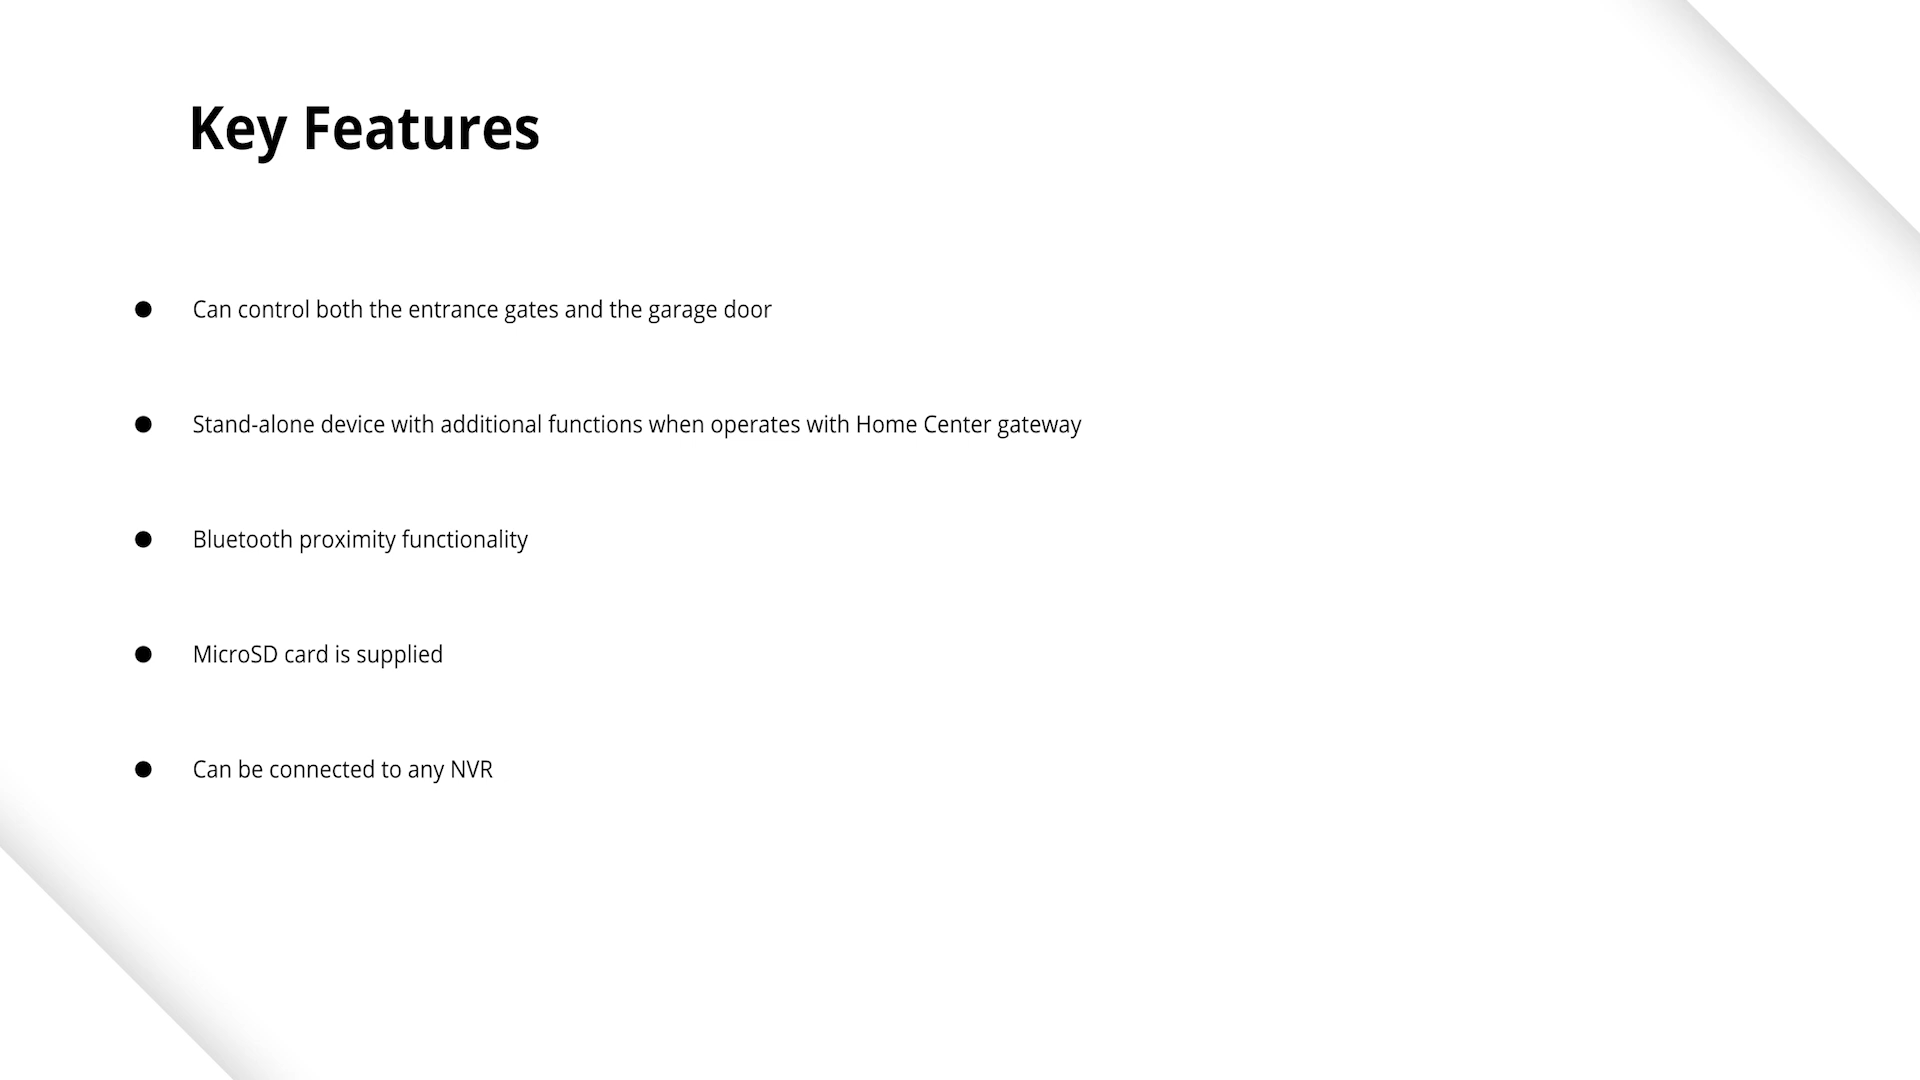 Key Features
● Can control both the entrance gates and the garage door
● Stand-alone device with additional functions when operates with Home Center gateway
● Bluetooth proximity functionality
● MicroSD card is supplied
● Can be connected to any NVR